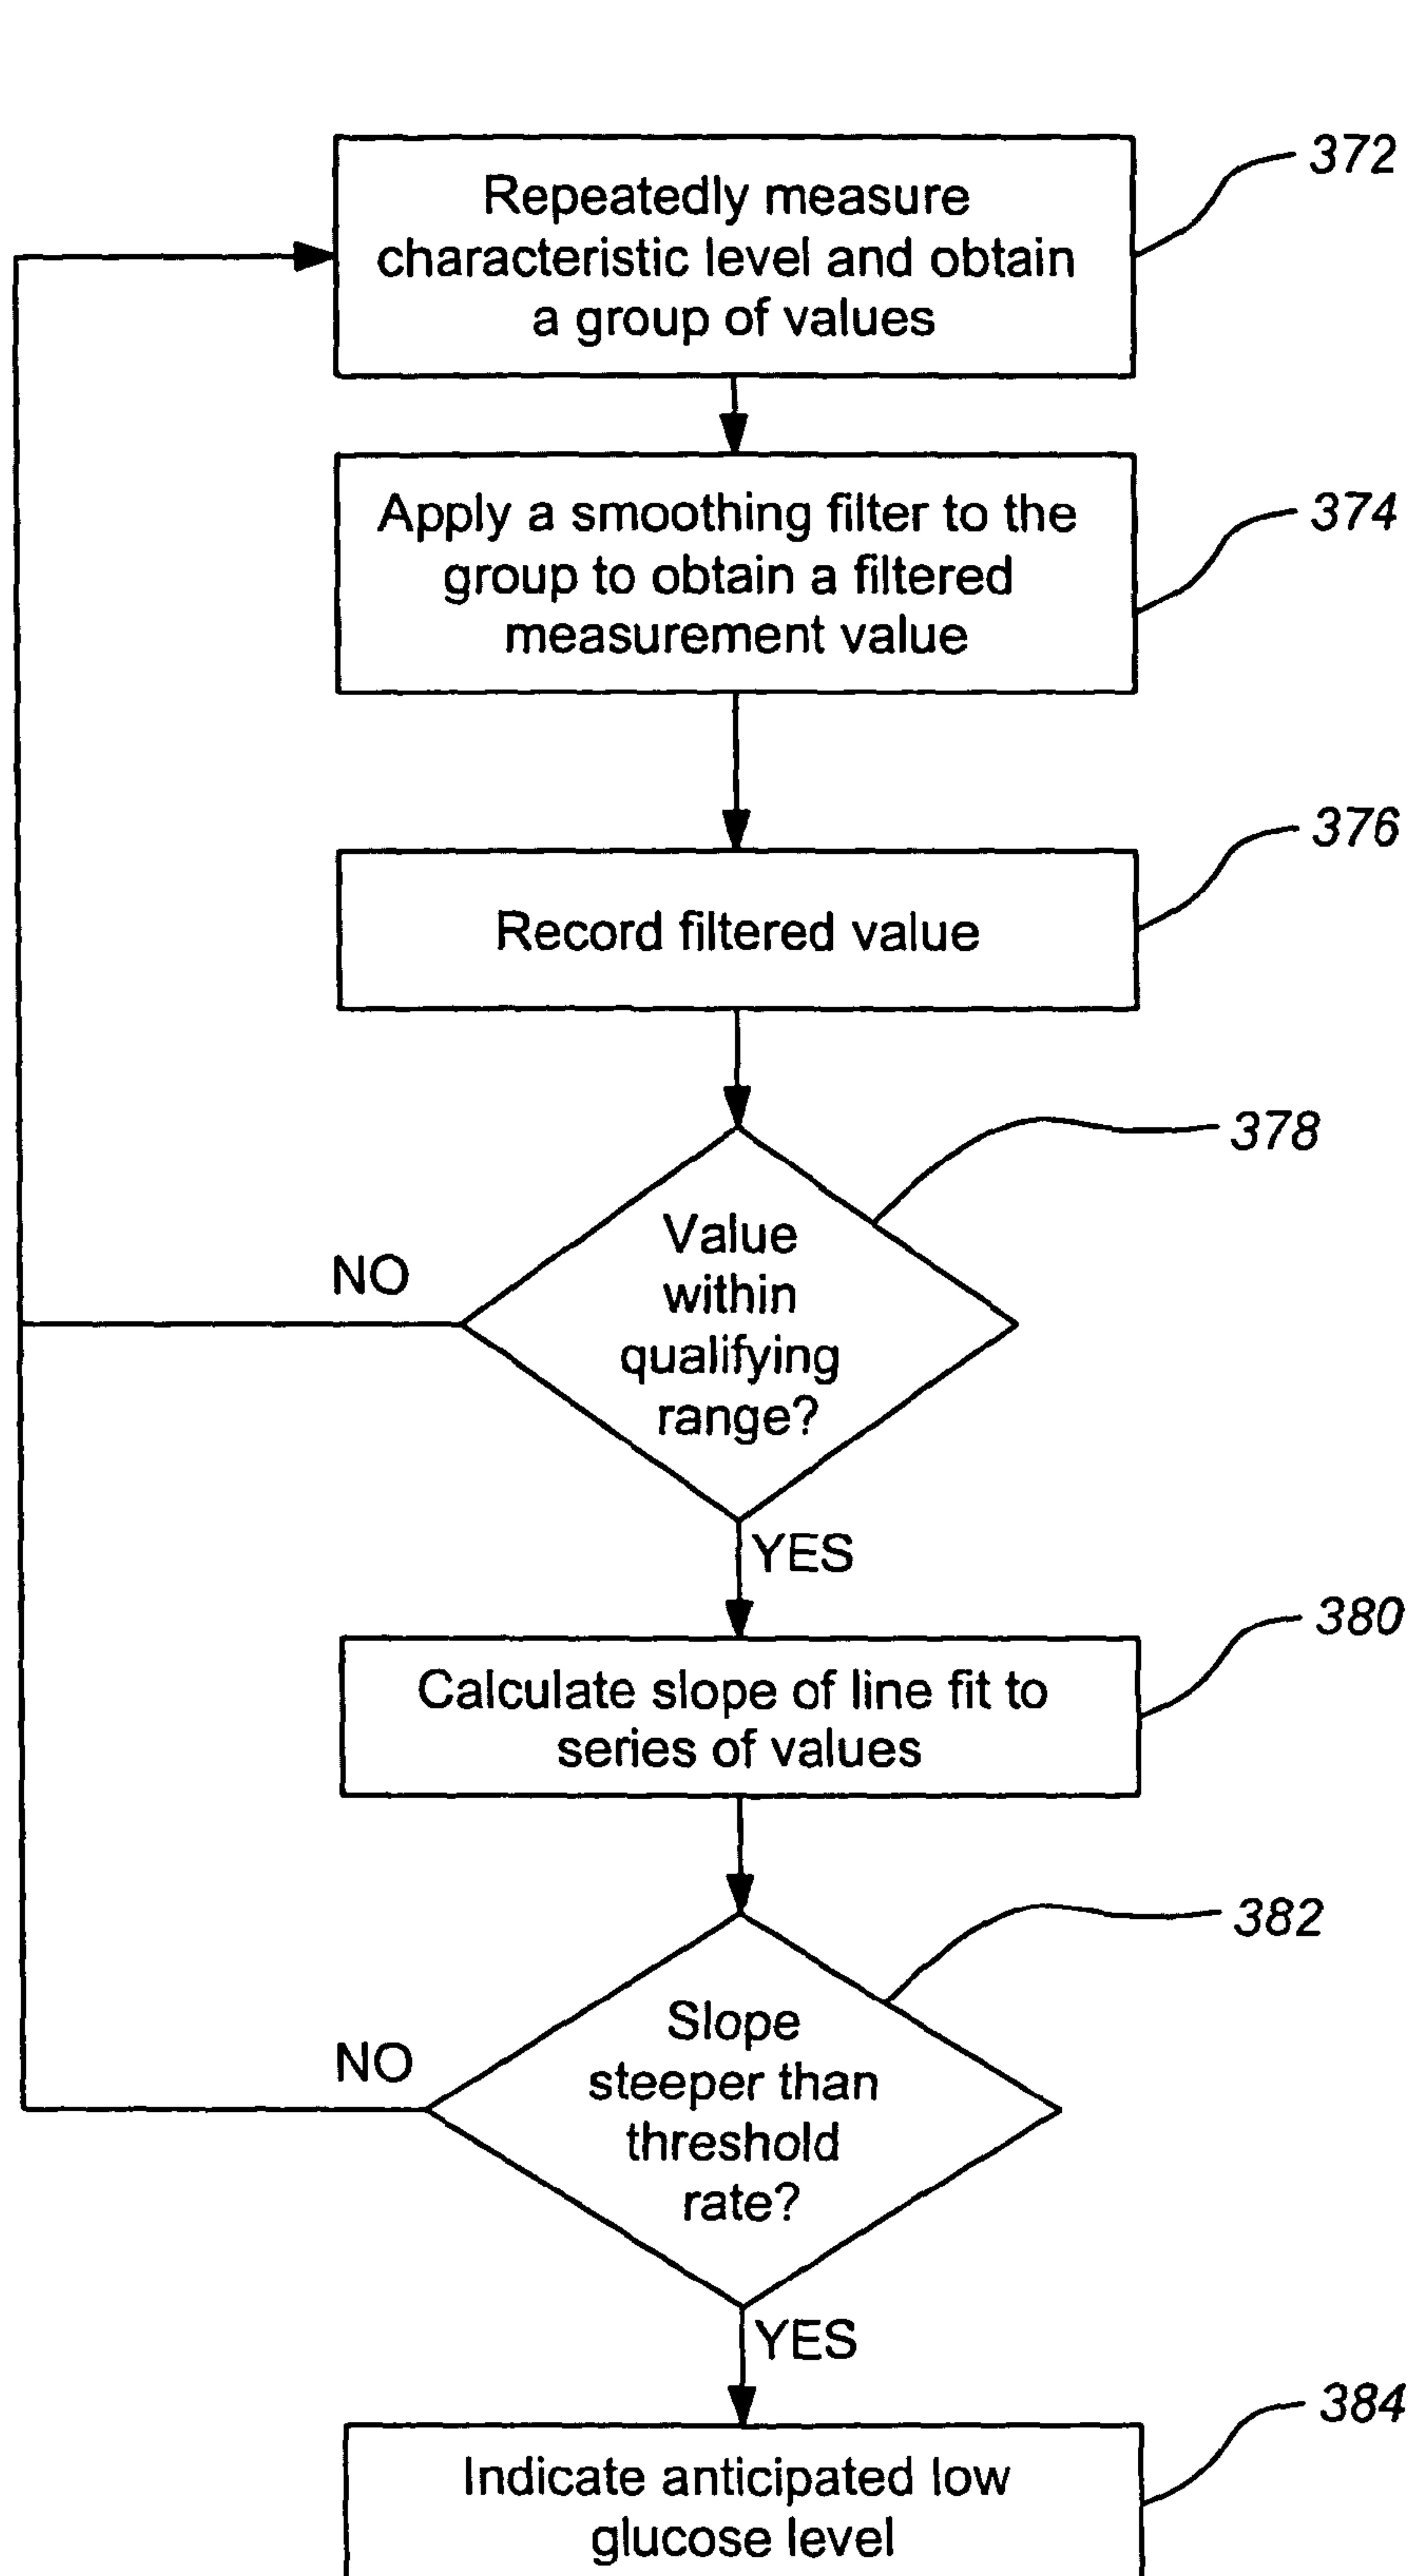 372
Repeatedly measure
characteristic level and obtain
a group of values
374
Apply a smoothing filter to the
group to obtain a filtered
measurement value
376
Record filtered value
378
Value
within
qualifying
range?
NO
YES
380
Calculate slope of line fit to
series of values
382
Slope
steeper than
threshold
rate?
NO
YES
384
Indicate anticipated low
glucose level